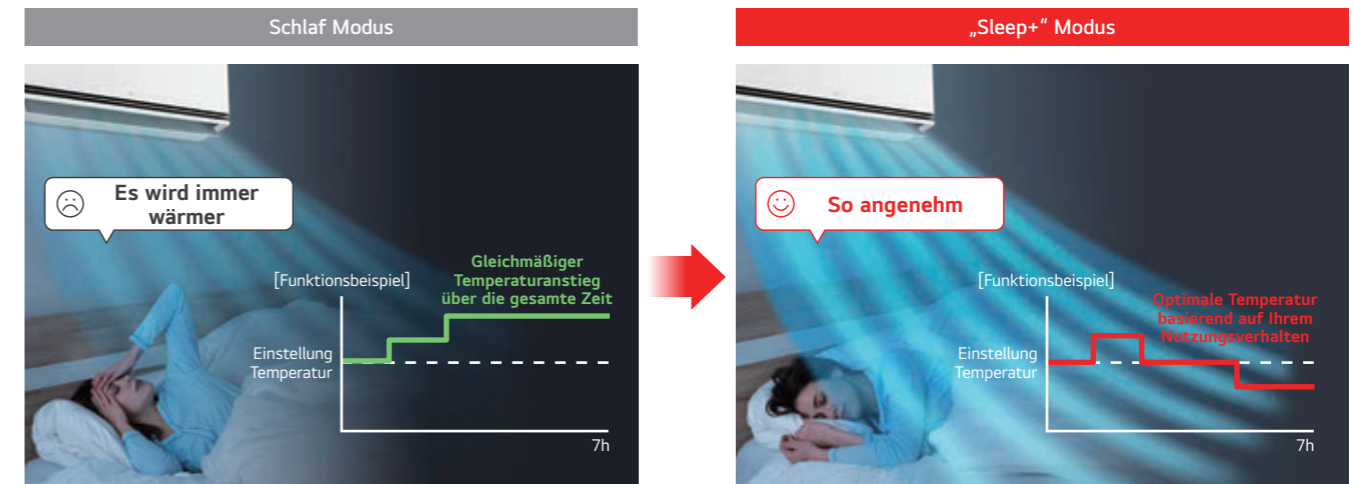 Schlaf Modus
Es wird immer
wärmer
[Funktionsbeispiel]
Gleichmäßiger
Temperaturanstieg
über die gesamte Zeit
Einstellung
Temperatur
7h
„Sleep+“ Modus
So angenehm
[Funktionsbeispiel]
Optimale Temperatur
basierend auf Ihrem
Nutzungsverhalten
Einstellung
Temperatur
7h